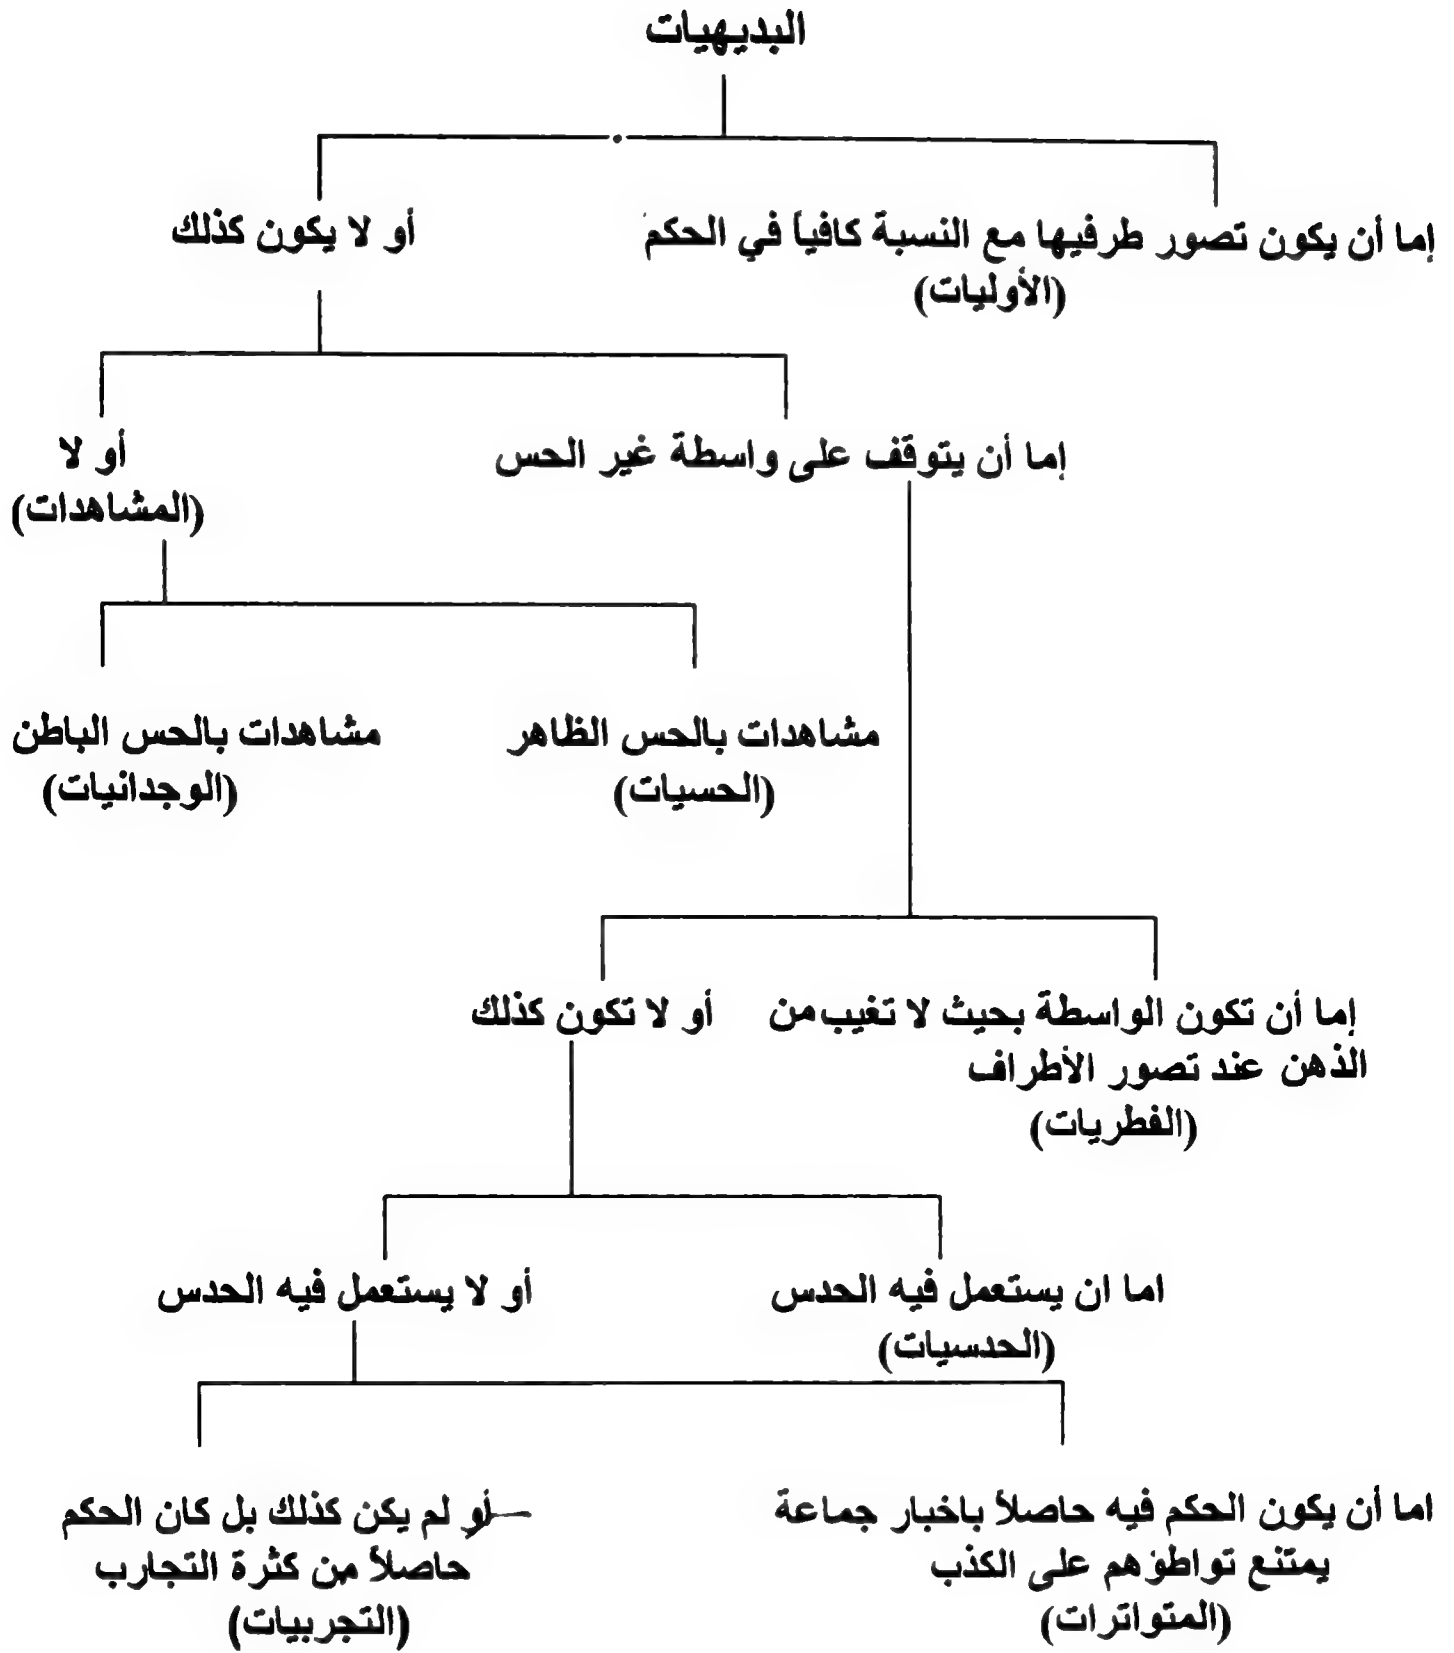 البديهيات
إما أن يكون تصور طرفيها مع النسبة كافياً في الحكم
(الأوليات)
أو لا يكون كذلك
إما أن يتوقف على واسطة غير الحس
أو لا
(المشاهدات)
مشاهدات بالحس الظاهر
(الحسيات)
مشاهدات بالحس الباطن
(الوجدانيات)
إما أن تكون الواسطة بحيث لا تغيب من
الذهن عند تصور الأطراف
(الفطريات)
أو لا تكون كذلك
اما ان يستعمل فيه الحدس
(الحدسيات)
أو لا يستعمل فيه الحدس
اما أن يكون الحكم فيه حاصلاً باخبار جماعة
يمتنع تواطؤهم على الكذب
(المتواترات)
أو لم يكن كذلك بل كان الحكم
حاصلاً من كثرة التجارب
(التجربيات)